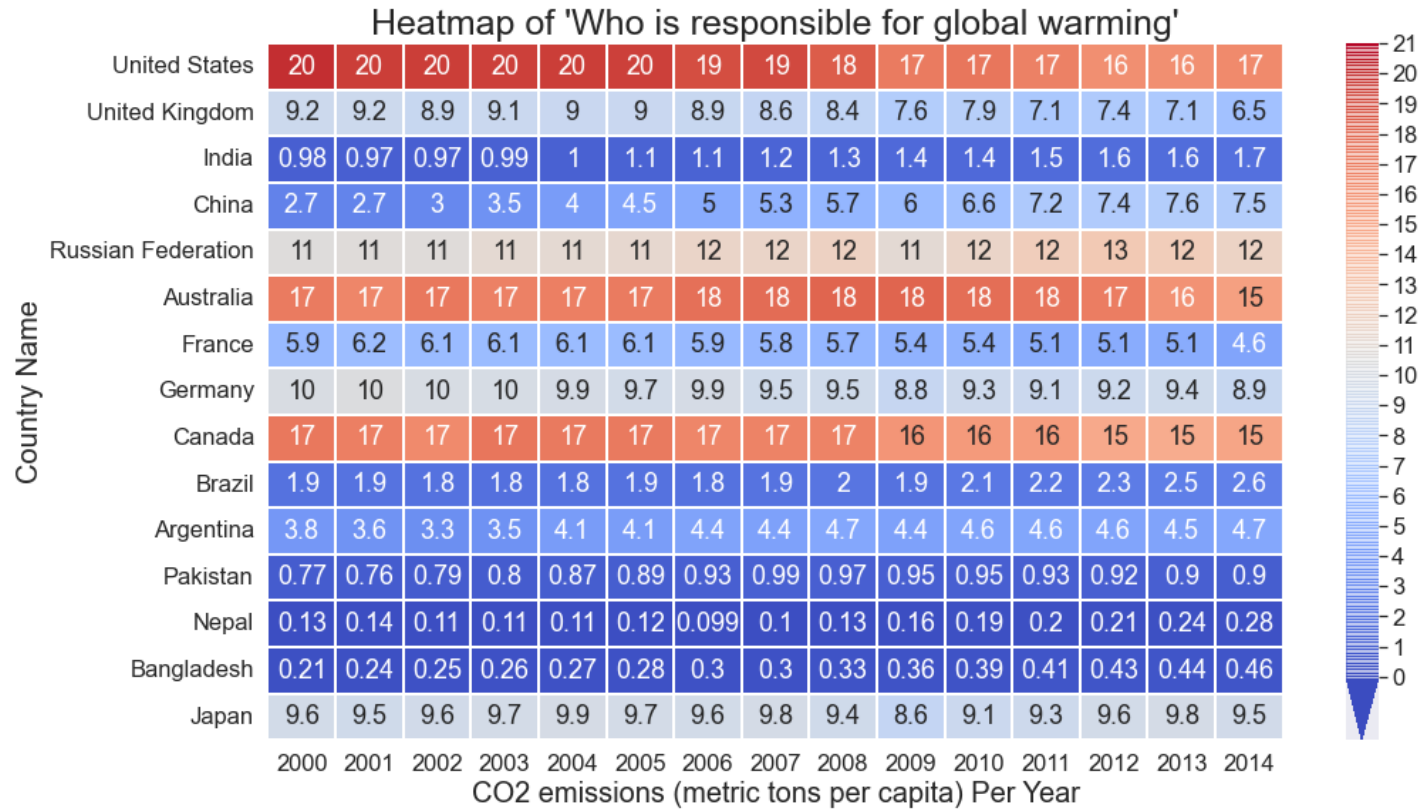 Heatmap of 'Who is responsible for global warming'
United States 20 20 20 20 20 20 19 19 18 17 17 17 16 16 17
United Kingdom 9.2 9.2 8.9 9.1 9 9 8.9 8.6 8.4 7.6 7.9 7.1 7.4 7.1 6.5
India 0.98 0.97 0.97 0.99 1 1.1 1.1 1.2 1.3 1.4 1.4 1.5 1.6 1.6 1.7
China 2.7 2.7 3 3.5 4 4.5 5 5.3 5.7 6 6.6 7.2 7.4 7.6 7.5
Russian Federation 11 11 11 11 11 11 12 12 12 11 12 12 13 12 12
Australia 17 17 17 17 17 17 18 18 18 18 18 18 17 16 15
France 5.9 6.2 6.1 6.1 6.1 6.1 5.9 5.8 5.7 5.4 5.4 5.1 5.1 5.1 4.6
Germany 10 10 10 10 9.9 9.7 9.9 9.5 9.5 8.8 9.3 9.1 9.2 9.4 8.9
Canada 17 17 17 17 17 17 17 17 17 16 16 16 15 15 15
Brazil 1.9 1.9 1.8 1.8 1.8 1.9 1.8 1.9 2 1.9 2.1 2.2 2.3 2.5 2.6
Argentina 3.8 3.6 3.3 3.5 4.1 4.1 4.4 4.4 4.7 4.4 4.6 4.6 4.6 4.5 4.7
Pakistan 0.77 0.76 0.79 0.8 0.87 0.89 0.93 0.99 0.97 0.95 0.95 0.93 0.92 0.9 0.9
Nepal 0.13 0.14 0.11 0.11 0.11 0.12 0.099 0.1 0.13 0.16 0.19 0.2 0.21 0.24 0.28
Bangladesh 0.21 0.24 0.25 0.26 0.27 0.28 0.3 0.3 0.33 0.36 0.39 0.41 0.43 0.44 0.46
Japan 9.6 9.5 9.6 9.7 9.9 9.7 9.6 9.8 9.4 8.6 9.1 9.3 9.6 9.8 9.5
2000 2001 2002 2003 2004 2005 2006 2007 2008 2009 2010 2011 2012 2013 2014
CO2 emissions (metric tons per capita) Per Year
Country Name
21
20
19
18
17
16
15
14
13
12
11
10
9
8
7
6
5
4
3
2
1
0